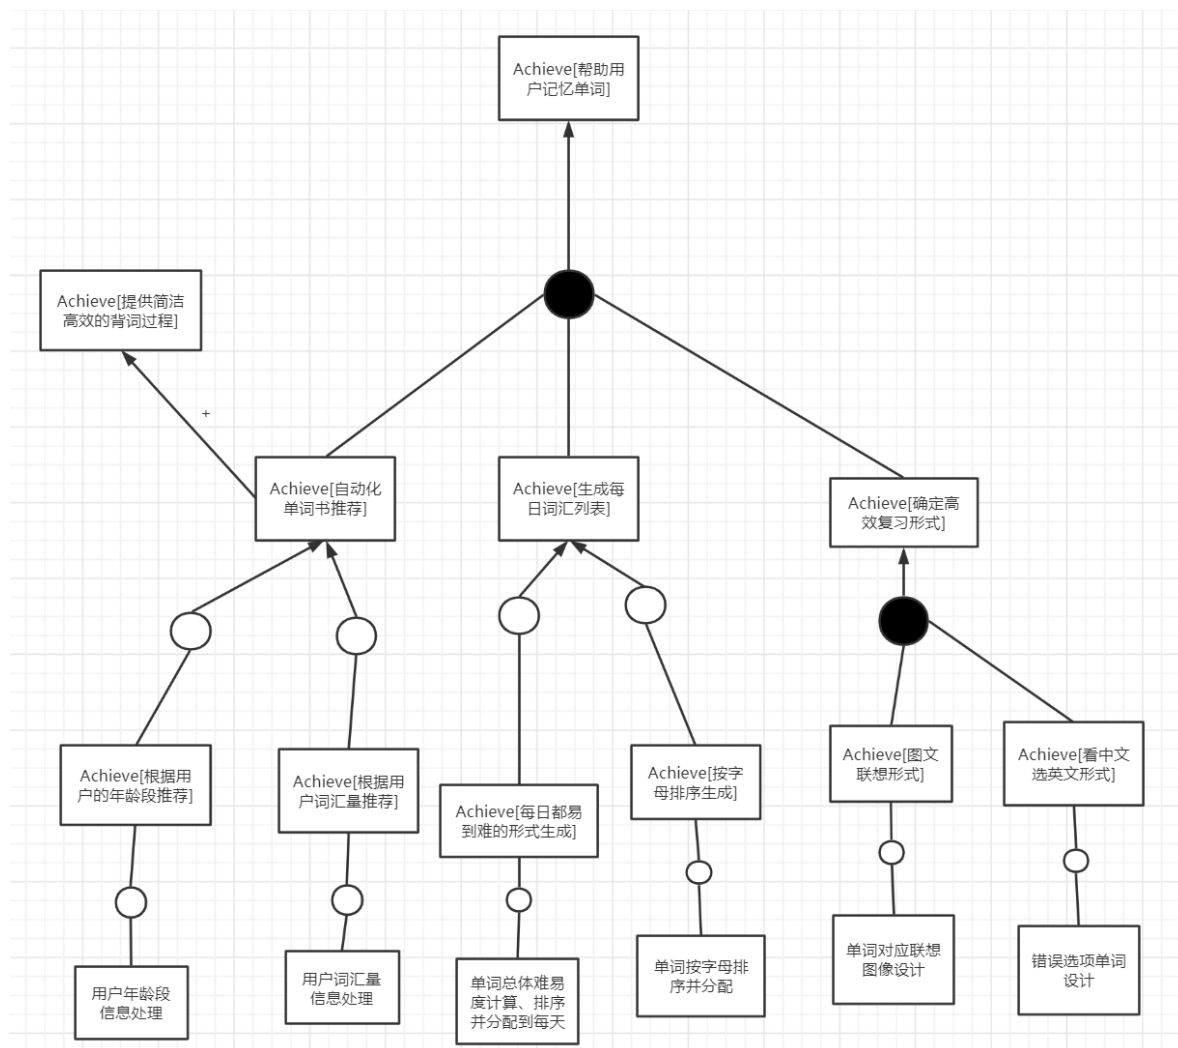 Achieve[帮助用
户记忆单词]
Achieve[提供简洁
高效的背词过程]
+
Achieve[自动化
单词书推荐]
Achieve[生成每
日词汇列表]
Achieve[确定高
效复习形式]
Achieve[根据用
户的年龄段推荐]
Achieve[根据用
户词汇量推荐]
Achieve[每日都易
到难的形式生成]
Achieve[按字
母排序生成]
Achieve[图文
联想形式]
Achieve[看中文
选英文形式]
用户年龄段
信息处理
用户词汇量
信息处理
单词总体难易
度计算、排序
并分配到每天
单词按字母排
序并分配
单词对应联想
图像设计
错误选项单词
设计